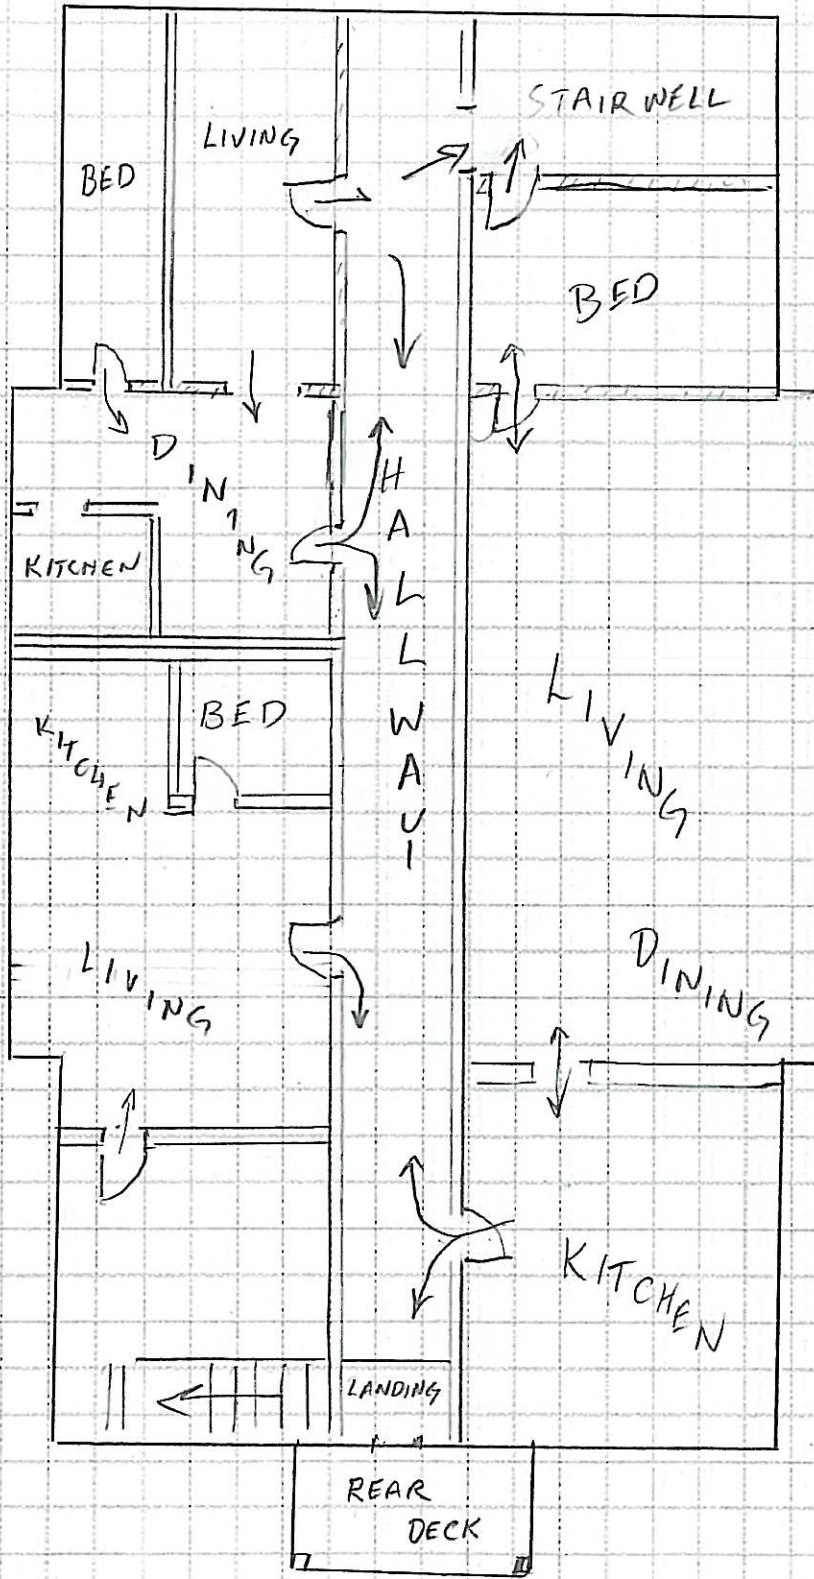 STAIRWELL
LIVING
BED
BED
DINING
HALLWAY
KITCHEN
LIVING
KITCHEN
BED
DINING
LIVING
KITCHEN
LANDING
REAR
DECK